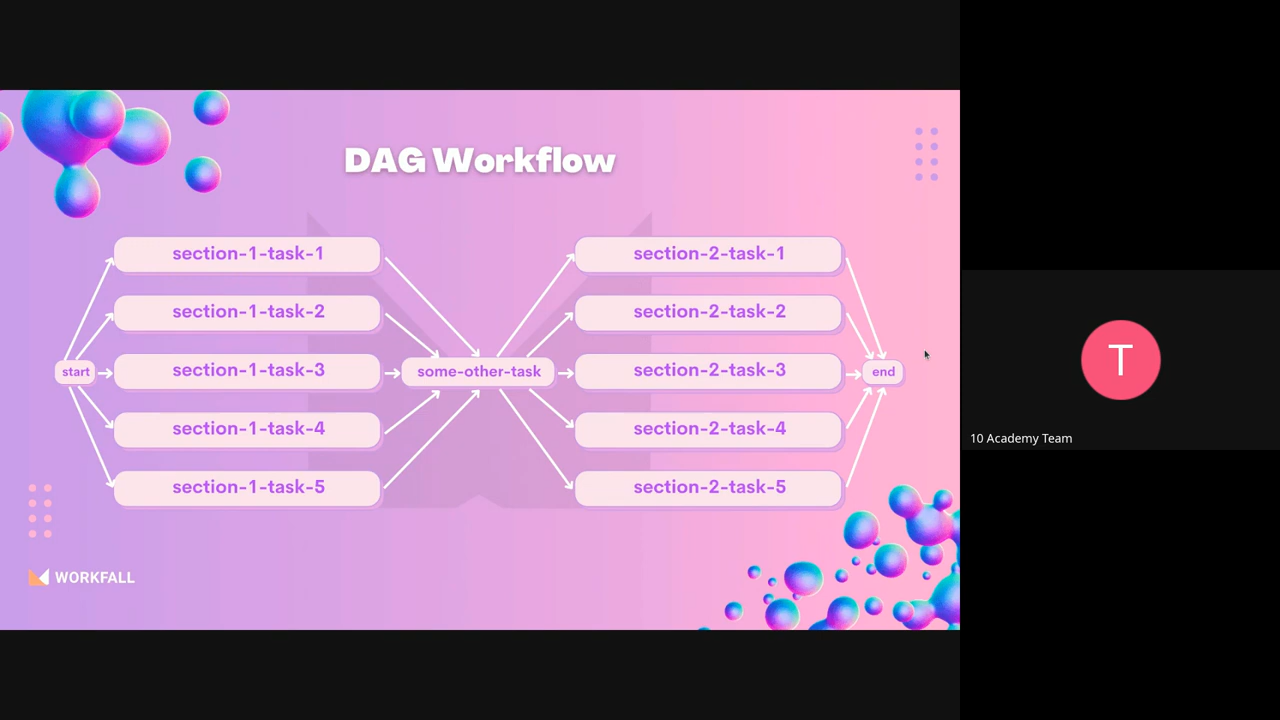 DAG Workflow
section-1-task-1
section-2-task-1
section-1-task-2
section-2-task-2
start
section-1-task-3
some-other-task
section-2-task-3
end
section-1-task-4
section-2-task-4
section-1-task-5
section-2-task-5
WORKFALL
T
10 Academy Team